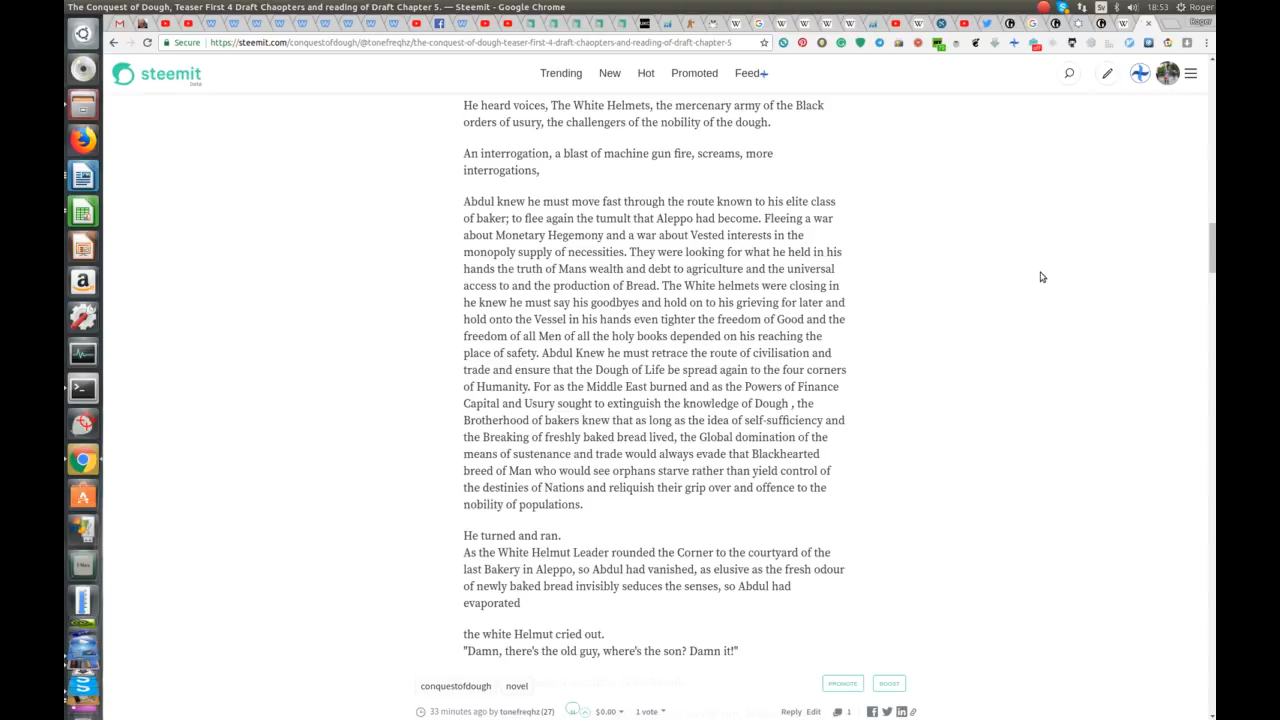 The Conquest of Dough, Teaser First 4 Draft Chaopters and reading of Draft Chapter 5. — Steemit - Google Chrome
Sv
18:53
Roger
Roger
Secure
https://steemit.com/conquestofdough/@tonefreqhz/the-conquest-of-dough-teaser-first-4-draft-chaopters-and-reading-of-draft-chapter-5
steemit
Beta
Trending
New
Hot
Promoted
Feed
He heard voices, The White Helmets, the mercenary army of the Black
orders of usury, the challengers of the nobility of the dough.
An interrogation, a blast of machine gun fire, screams, more
interrogations,
Abdul knew he must move fast through the route known to his elite class
of baker; to flee again the tumult that Aleppo had become. Fleeing a war
about Monetary Hegemony and a war about Vested interests in the
monopoly supply of necessities. They were looking for what he held in his
hands the truth of Mans wealth and debt to agriculture and the universal
access to and the production of Bread. The White helmets were closing in
he knew he must say his goodbyes and hold on to his grieving for later and
hold onto the Vessel in his hands even tighter the freedom of Good and the
freedom of all Men of all the holy books depended on his reaching the
place of safety. Abdul Knew he must retrace the route of civilisation and
trade and ensure that the Dough of Life be spread again to the four corners
of Humanity. For as the Middle East burned and as the Powers of Finance
Capital and Usury sought to extinguish the knowledge of Dough , the
Brotherhood of bakers knew that as long as the idea of self-sufficiency and
the Breaking of freshly baked bread lived, the Global domination of the
means of sustenance and trade would always evade that Blackhearted
breed of Man who would see orphans starve rather than yield control of
the destinies of Nations and reliquish their grip over and offence to the
nobility of populations.
He turned and ran.
As the White Helmut Leader rounded the Corner to the courtyard of the
last Bakery in Aleppo, so Abdul had vanished, as elusive as the fresh odour
of newly baked bread invisibly seduces the senses, so Abdul had
evaporated
the white Helmut cried out.
"Damn, there's the old guy, where's the son? Damn it!"
conquestofdough
novel
PROMOTE
BOOST
33 minutes ago by tonefreqhz (27)
$0.00
1 vote
Reply
Edit
1